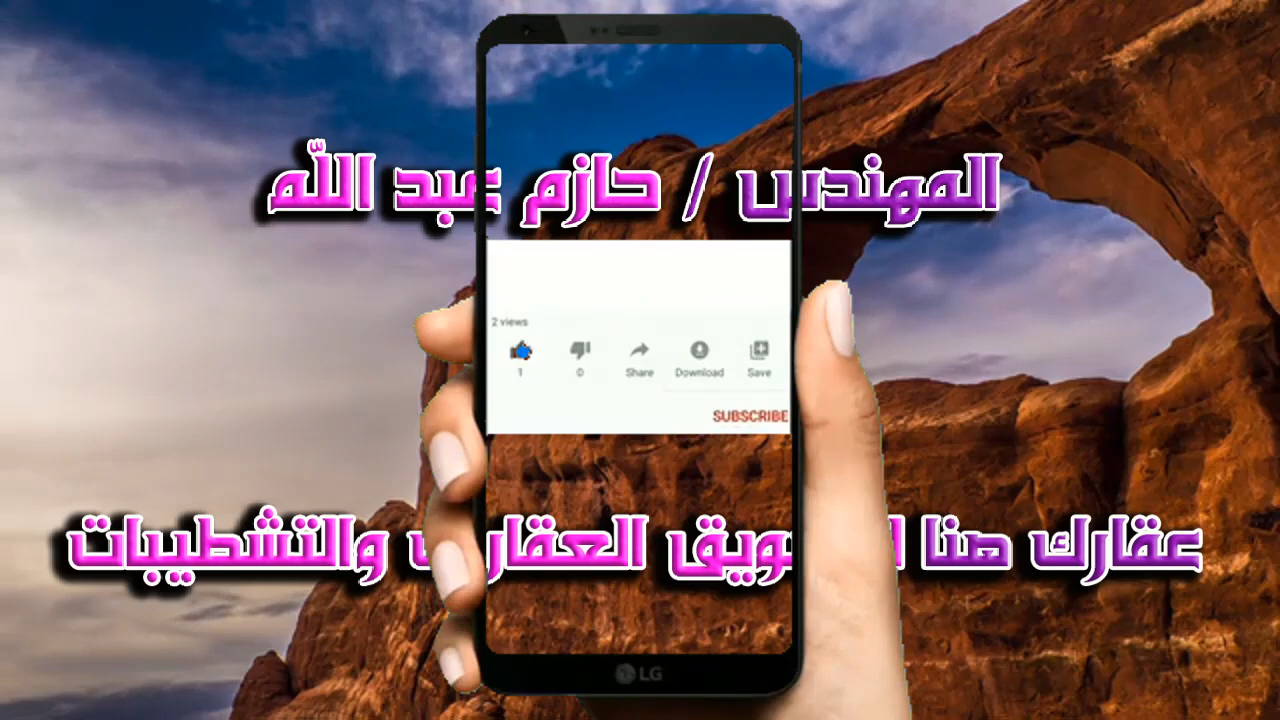 المهندس / حازم عبد الله
2 views
1
0
Share
Download
Save
SUBSCRIBE
عقارك هنا والتشطيبات
LG